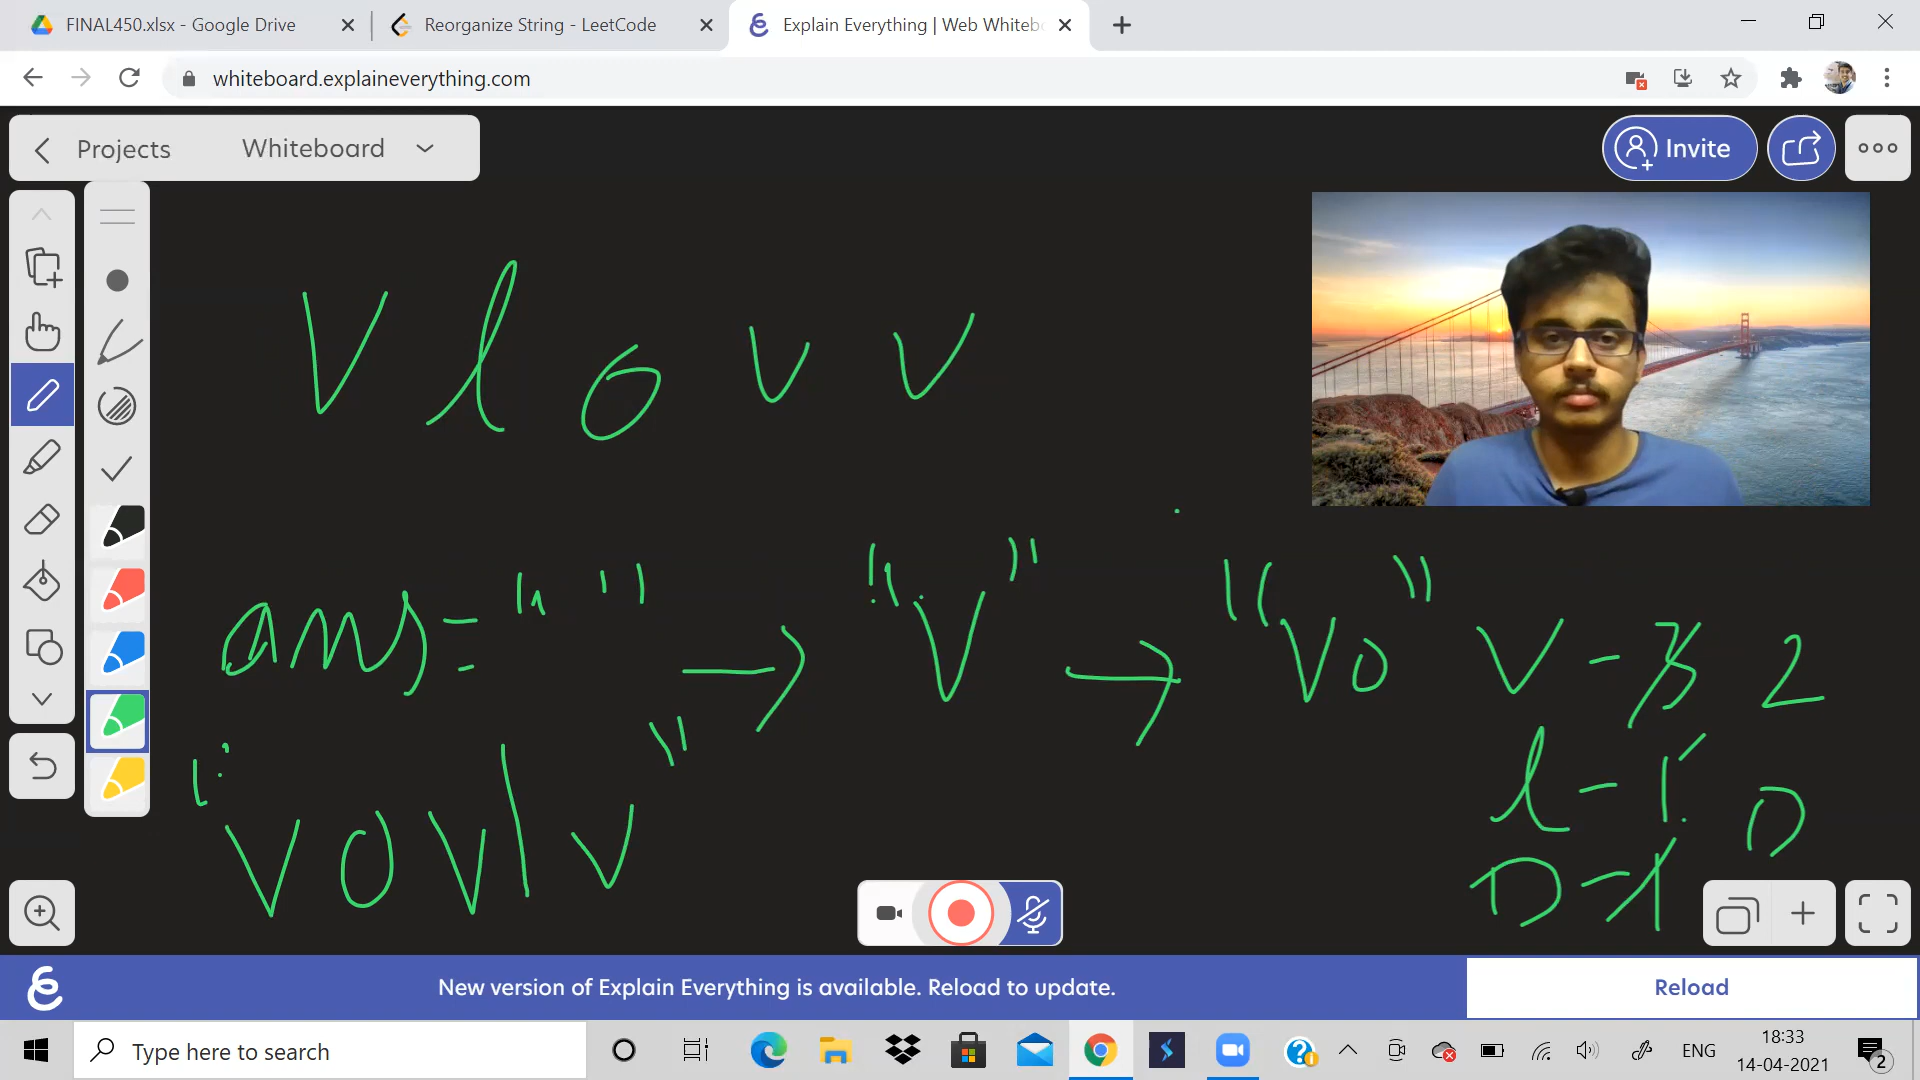 FINAL450.xlsx - Google Drive
Reorganize String - LeetCode
Explain Everything | Web Whiteb
whiteboard.explaineverything.com
Projects
Whiteboard
Invite
V l o v v
ans = " " → "V" → "Vo"
V - 3 2
l - 1
0
o - 1
"vovlv"
New version of Explain Everything is available. Reload to update.
Reload
Type here to search
ENG
18:33
14-04-2021
2